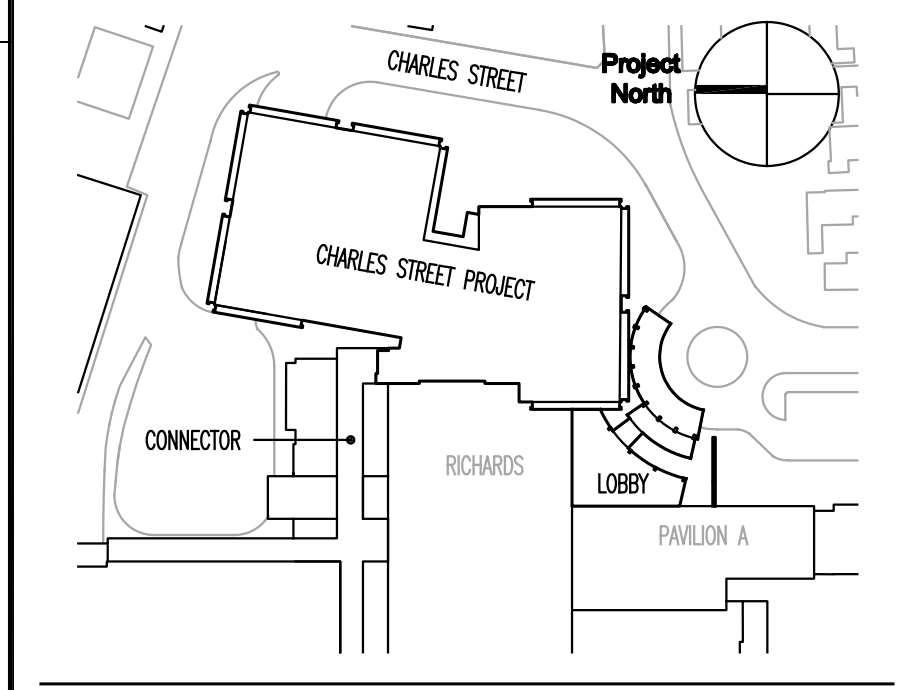 CHARLES STREET
Project
North
CHARLES STREET PROJECT
CONNECTOR
RICHARDS
LOBBY
PAVILION A